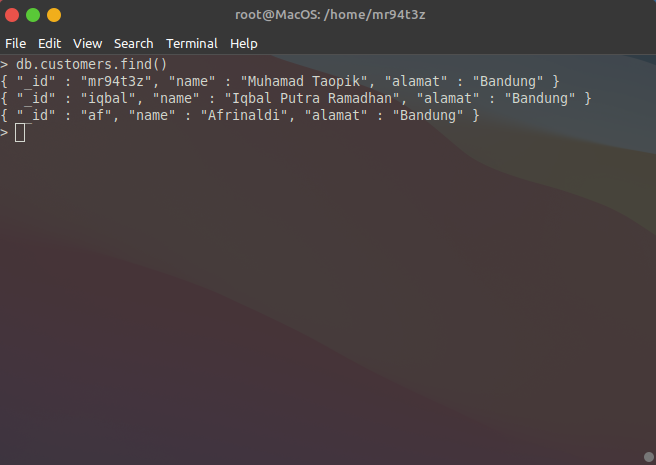 root@MacOS: /home/mr94t3z
File Edit View Search Terminal Help
> db.customers.find()
{ "_id" : "mr94t3z", "name" : "Muhamad Taopik", "alamat" : "Bandung" }
{ "_id" : "iqbal", "name" : "Iqbal Putra Ramadhan", "alamat" : "Bandung" }
{ "_id" : "af", "name" : "Afrinaldi", "alamat" : "Bandung" }
>